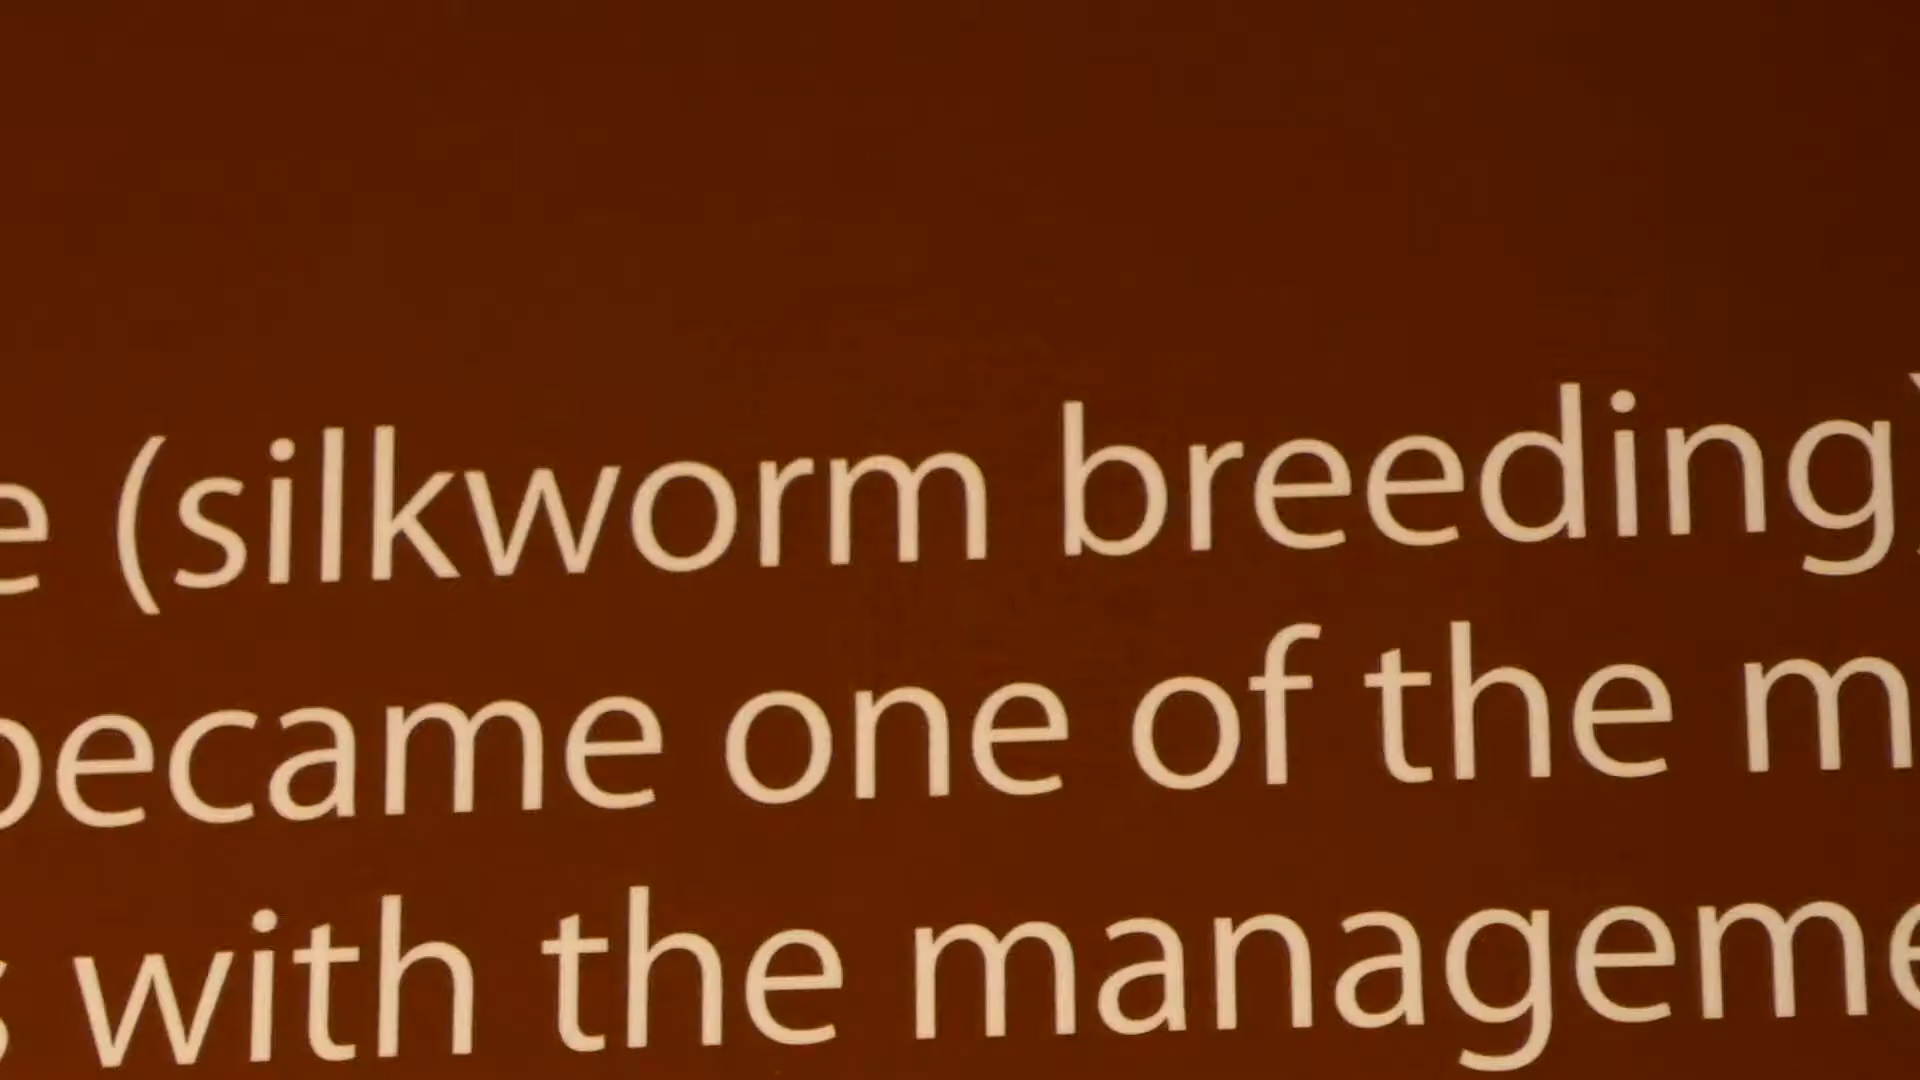 e (silkworm breeding)
became one of the m
s with the manageme